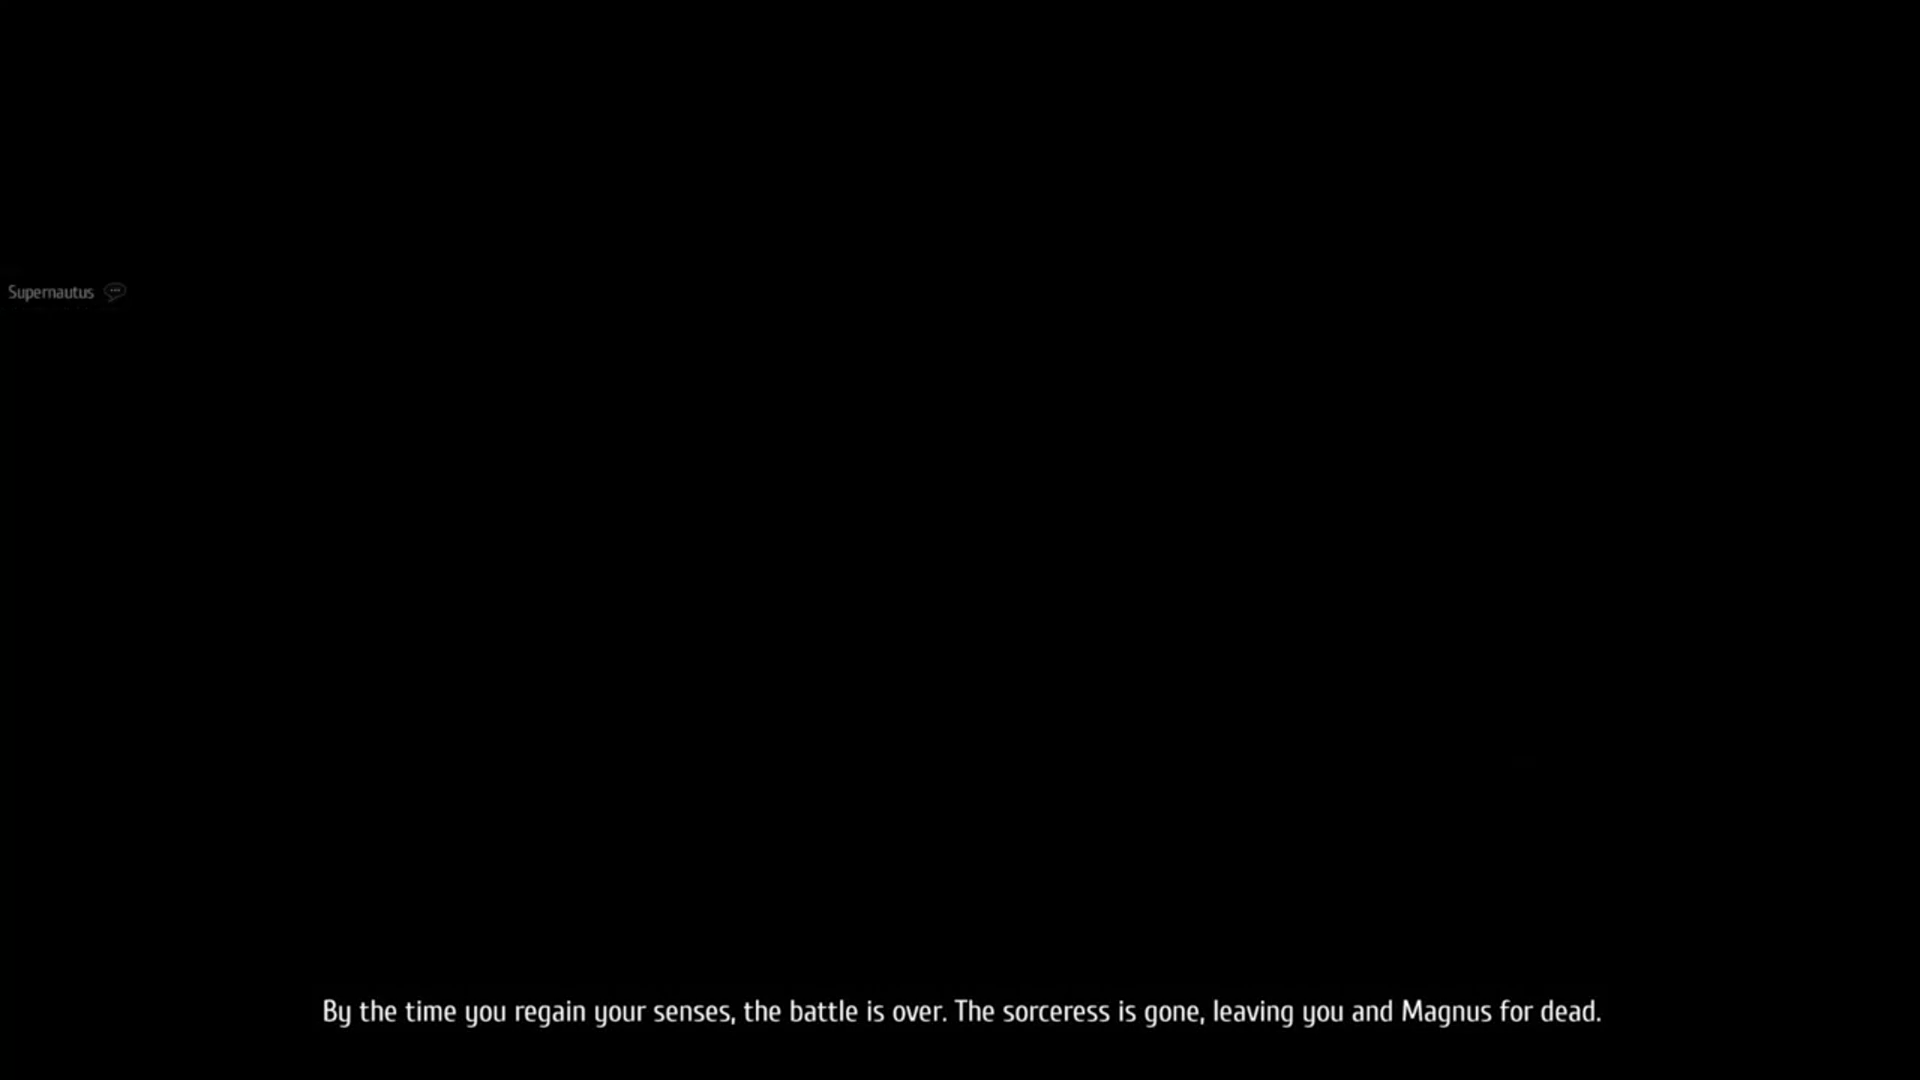 Supernautus
By the time you regain your senses, the battle is over. The sorceress is gone, leaving you and Magnus for dead.